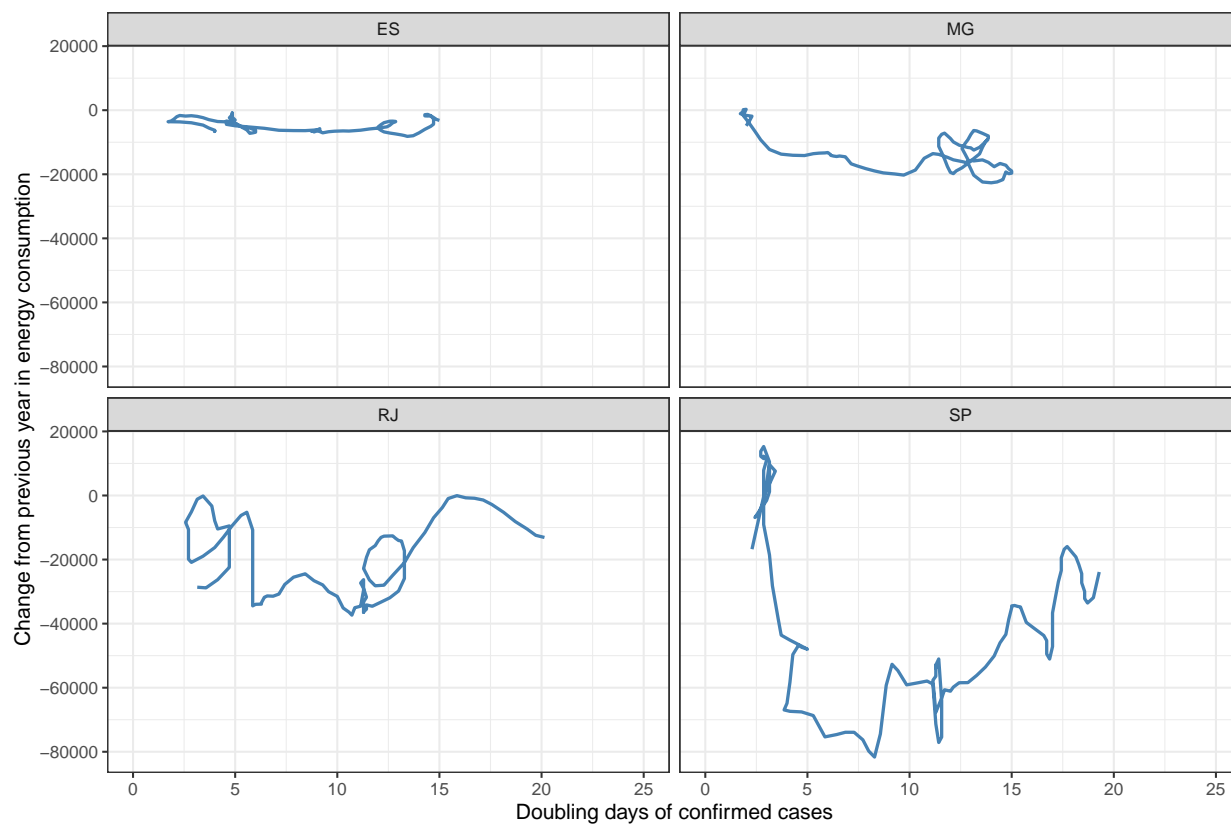 ES
MG
20000
0
−20000
−40000
−60000
−80000
RJ
SP
20000
0
−20000
−40000
−60000
−80000
0 5 10 15 20 25
0 5 10 15 20 25
Doubling days of confirmed cases
Change from previous year in energy consumption